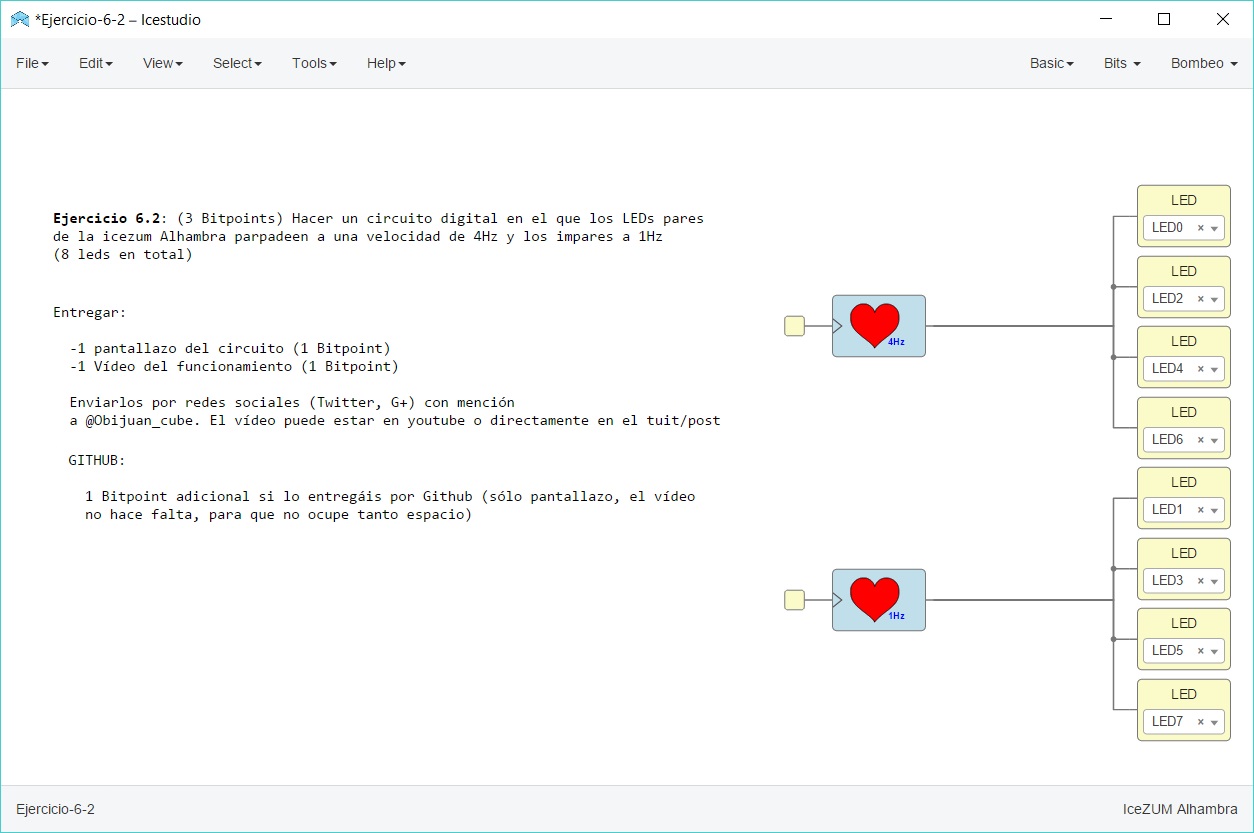 *Ejercicio-6-2 – Icestudio
File Edit View Select Tools Help Basic Bits Bombeo
Ejercicio 6.2: (3 Bitpoints) Hacer un circuito digital en el que los LEDs pares
de la icezum Alhambra parpadeen a una velocidad de 4Hz y los impares a 1Hz
(8 leds en total)
Entregar:
-1 pantallazo del circuito (1 Bitpoint)
-1 Vídeo del funcionamiento (1 Bitpoint)
Enviarlos por redes sociales (Twitter, G+) con mención
a @Obijuan_cube. El vídeo puede estar en youtube o directamente en el tuit/post
GITHUB:
1 Bitpoint adicional si lo entregáis por Github (sólo pantallazo, el vídeo
no hace falta, para que no ocupe tanto espacio)
4Hz
LED
LED0 ×
LED
LED2 ×
LED
LED4 ×
LED
LED6 ×
1Hz
LED
LED1 ×
LED
LED3 ×
LED
LED5 ×
LED
LED7 ×
Ejercicio-6-2
IceZUM Alhambra